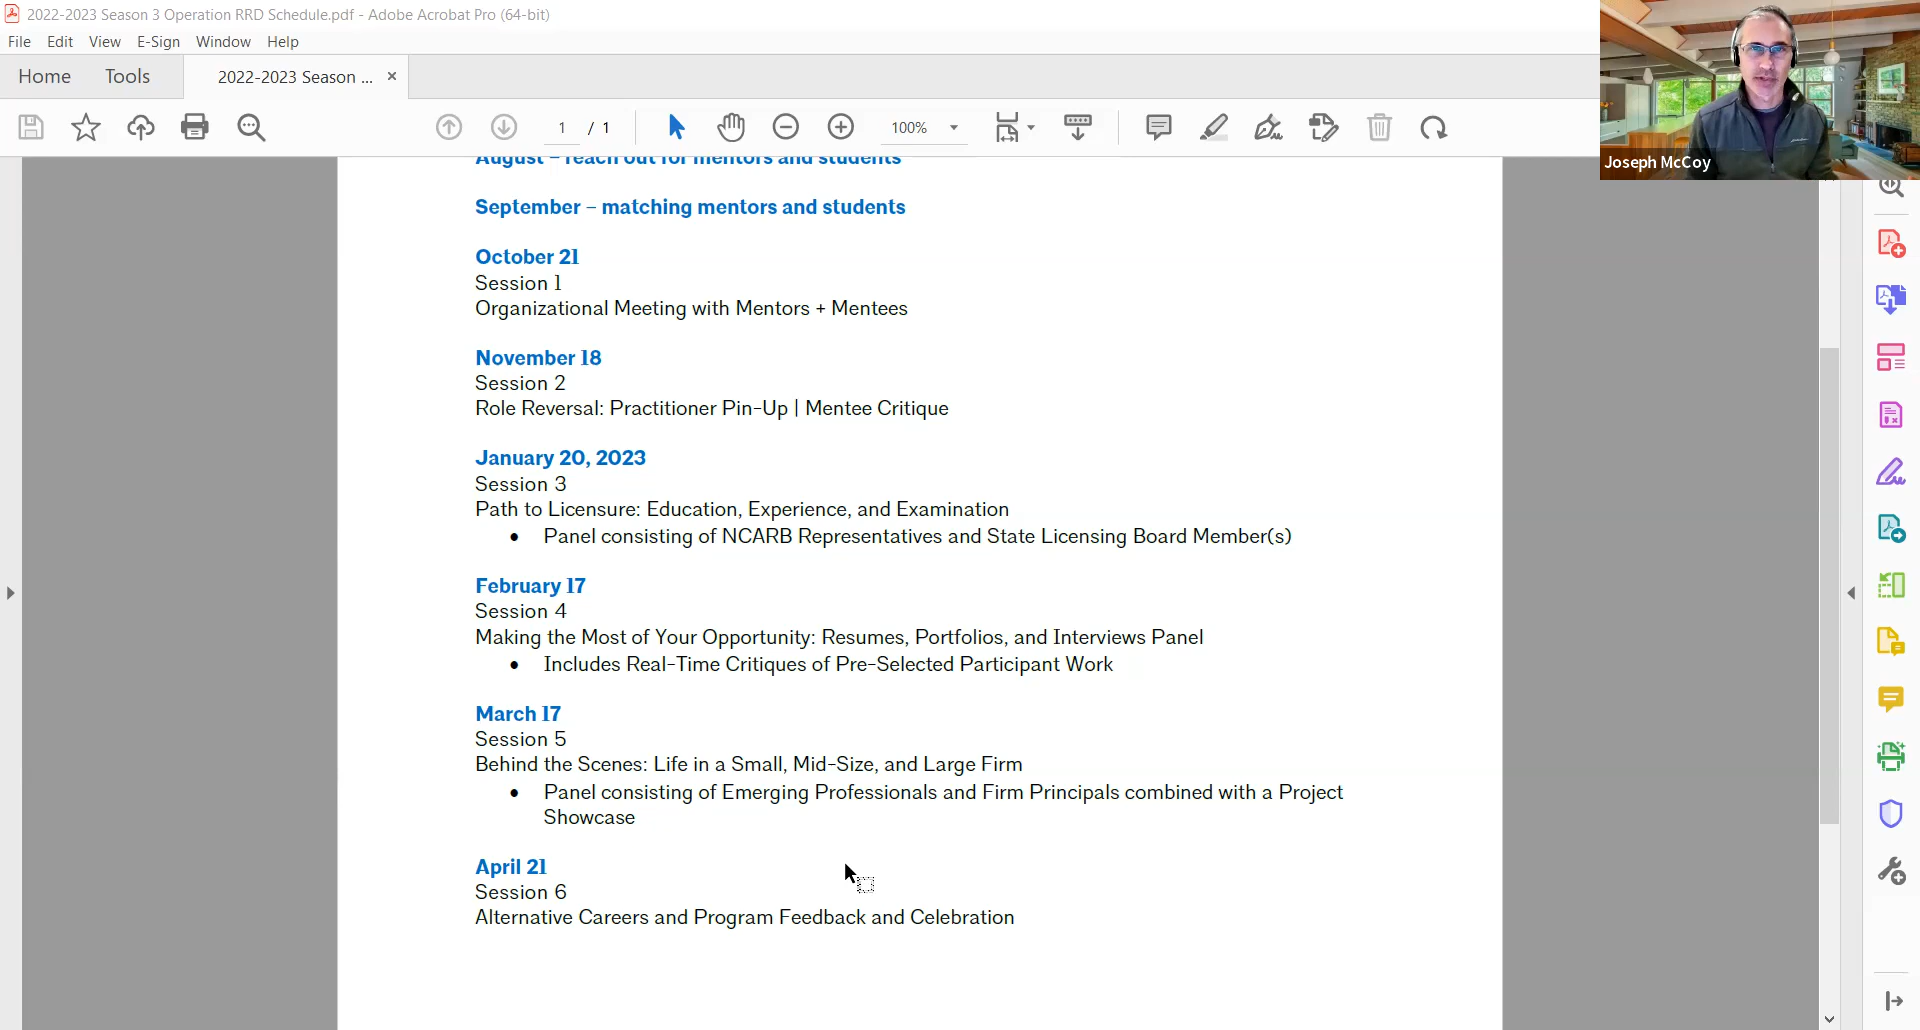 2022-2023 Season 3 Operation RRD Schedule.pdf - Adobe Acrobat Pro (64-bit)
File Edit View E-Sign Window Help
Home Tools 2022-2023 Season ... ×
1 / 1 100%
Joseph McCoy
August – reach out for mentors and students
September – matching mentors and students
October 21
Session 1
Organizational Meeting with Mentors + Mentees
November 18
Session 2
Role Reversal: Practitioner Pin-Up | Mentee Critique
January 20, 2023
Session 3
Path to Licensure: Education, Experience, and Examination
• Panel consisting of NCARB Representatives and State Licensing Board Member(s)
February 17
Session 4
Making the Most of Your Opportunity: Resumes, Portfolios, and Interviews Panel
• Includes Real-Time Critiques of Pre-Selected Participant Work
March 17
Session 5
Behind the Scenes: Life in a Small, Mid-Size, and Large Firm
• Panel consisting of Emerging Professionals and Firm Principals combined with a Project
Showcase
April 21
Session 6
Alternative Careers and Program Feedback and Celebration